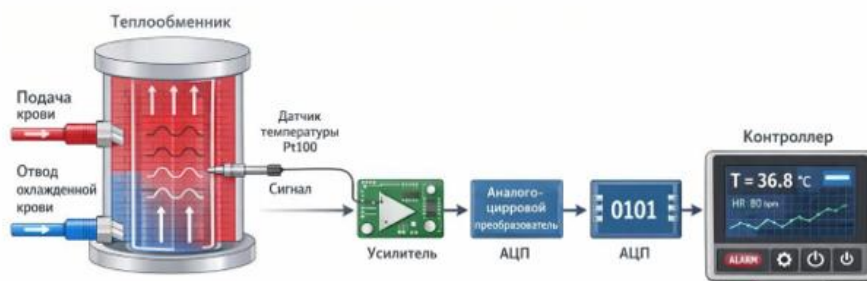 Теплообменник
Подача
крови
Отвод
охлажденной
крови
Датчик
температуры
Pt100
Сигнал
Усилитель
Аналого-
цирровой
преобразователь
АЦП
0101
АЦП
Контроллер
T = 36.8 °C
HR 80 bpm
ALARM